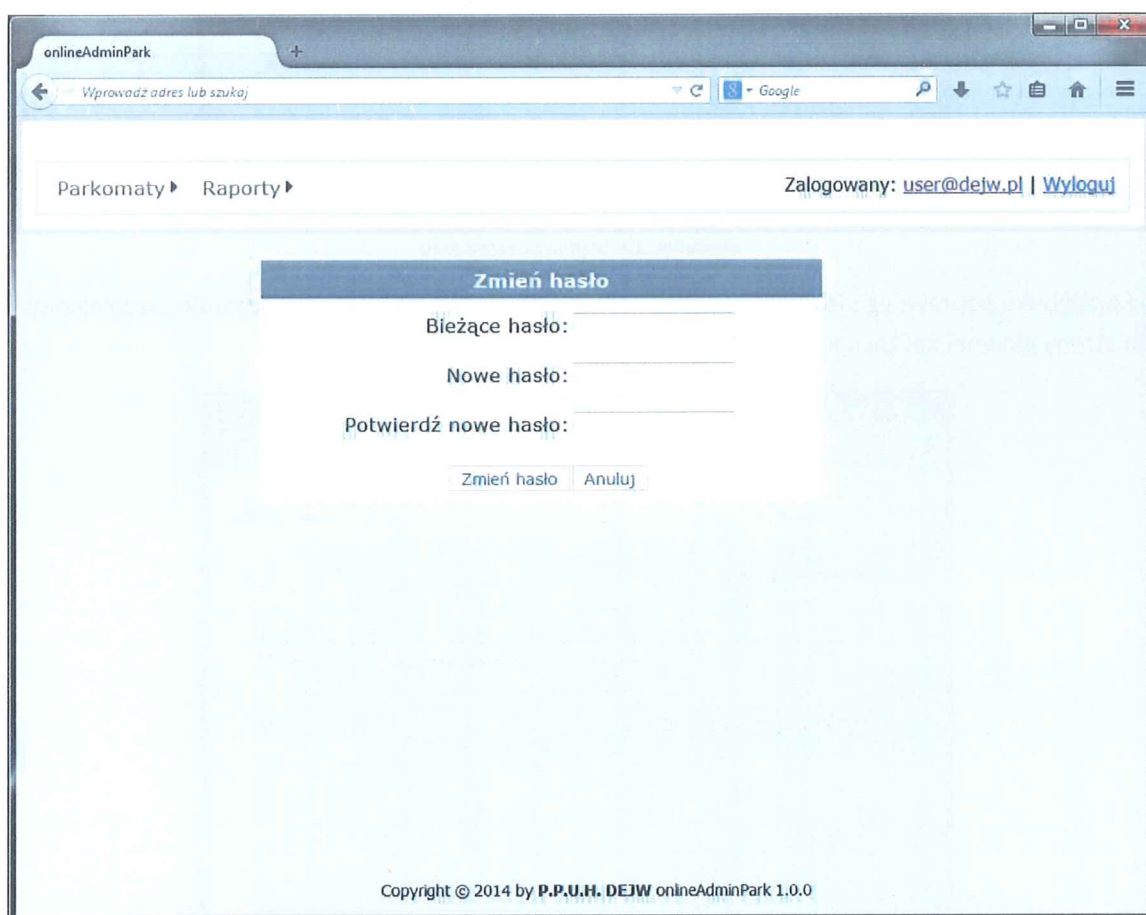 onlineAdminPark
Wprowadź adres lub szukaj
Google
Parkomaty Raporty Zalogowany: user@dejw.pl | Wyloguj
Zmień hasło
Bieżące hasło:
Nowe hasło:
Potwierdź nowe hasło:
Zmień hasło Anuluj
Copyright © 2014 by P.P.U.H. DEJW onlineAdminPark 1.0.0